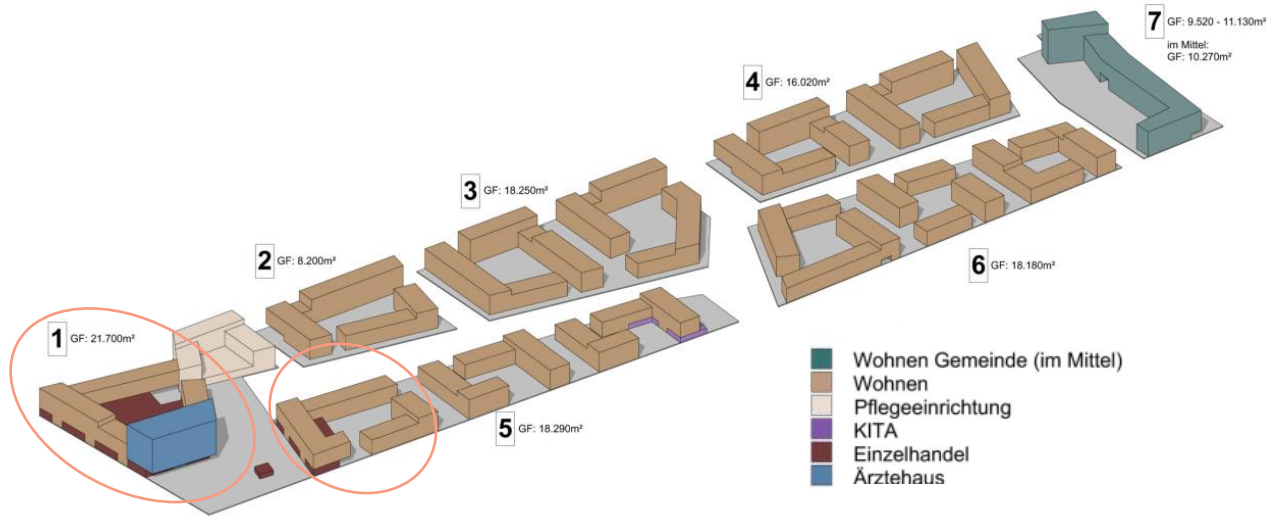 7 GF: 9.520 - 11.130m²
im Mittel:
GF: 10.270m²
4 GF: 16.020m²
3 GF: 18.250m²
2 GF: 8.200m²
6 GF: 18.180m²
1 GF: 21.700m²
5 GF: 18.290m²
Wohnen Gemeinde (im Mittel)
Wohnen
Pflegeeinrichtung
KITA
Einzelhandel
Ärztehaus